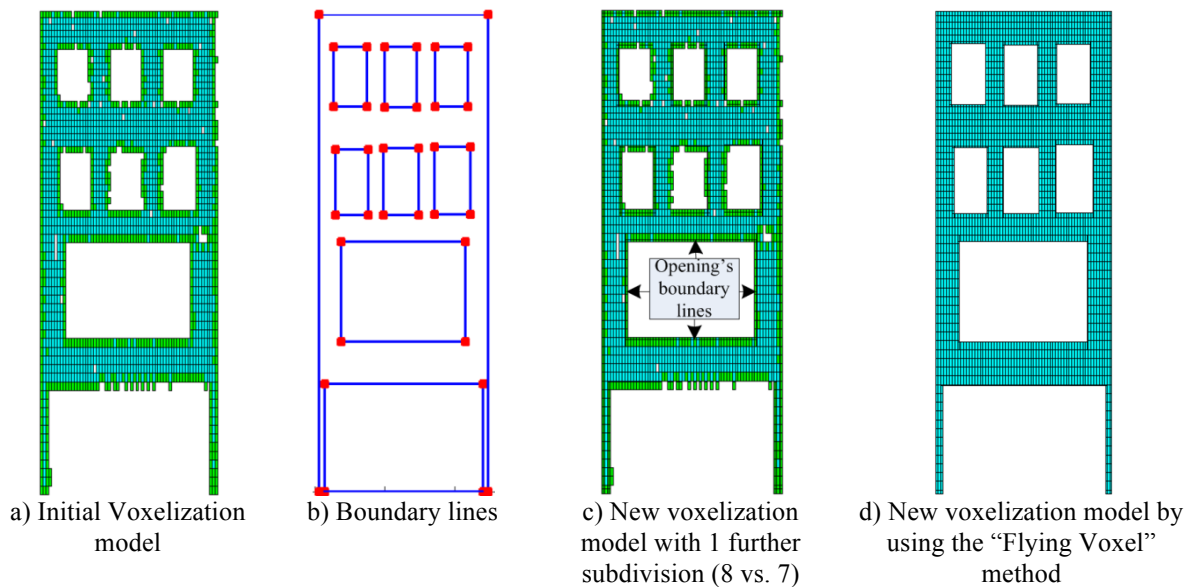 Opening's
boundary
lines
a) Initial Voxelization
model
b) Boundary lines
c) New voxelization
model with 1 further
subdivision (8 vs. 7)
d) New voxelization model by
using the “Flying Voxel”
method